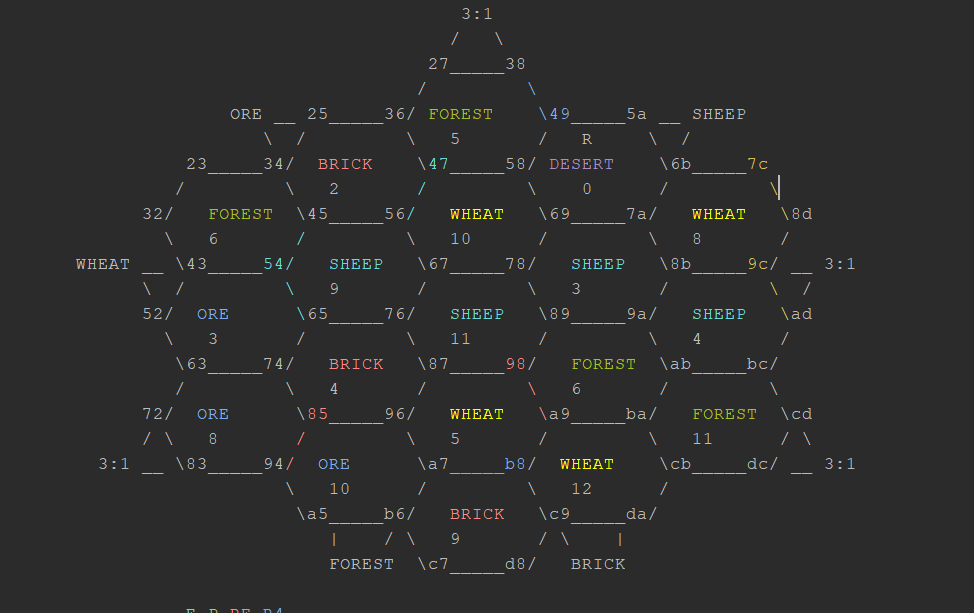 3:1
/ \
27_____38
/ \
ORE __ 25_____36/ FOREST \49_____5a __ SHEEP
\ / \ 5 / R \ /
23_____34/ BRICK \47_____58/ DESERT \6b_____7c
/ \ 2 / \ 0 / \
32/ FOREST \45_____56/ WHEAT \69_____7a/ WHEAT \8d
\ 6 / \ 10 / \ 8 /
WHEAT __ \43_____54/ SHEEP \67_____78/ SHEEP \8b_____9c/ __ 3:1
\ / \ 9 / \ 3 / \ /
52/ ORE \65_____76/ SHEEP \89_____9a/ SHEEP \ad
\ 3 / \ 11 / \ 4 /
\63_____74/ BRICK \87_____98/ FOREST \ab_____bc/
/ \ 4 / \ 6 / \
72/ ORE \85_____96/ WHEAT \a9_____ba/ FOREST \cd
/ \ 8 / \ 5 / \ 11 / \
3:1 __ \83_____94/ ORE \a7_____b8/ WHEAT \cb_____dc/ __ 3:1
\ 10 / \ 12 /
\a5_____b6/ BRICK \c9_____da/
| / \ 9 / \ |
FOREST \c7_____d8/ BRICK